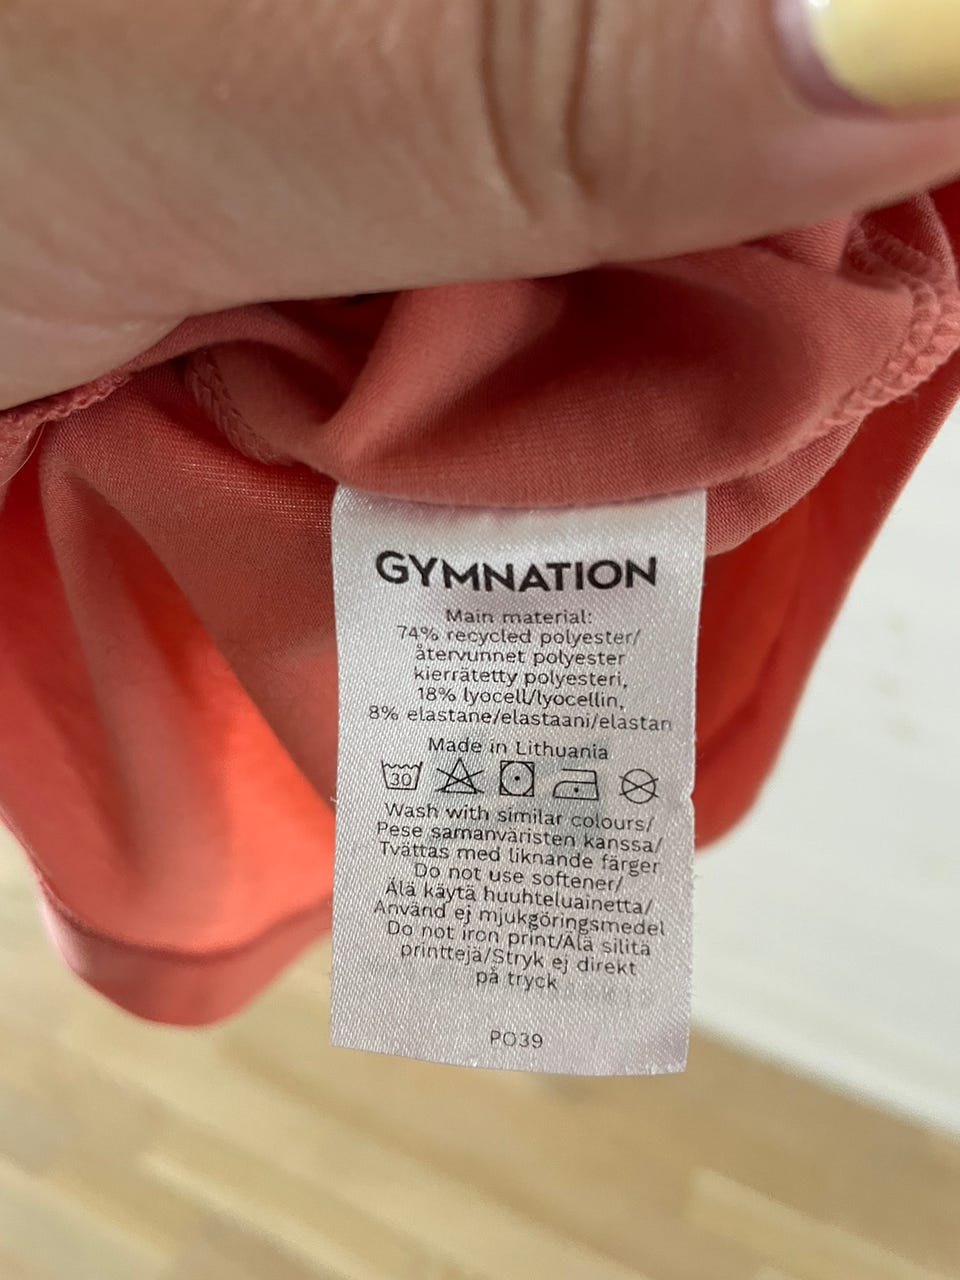 GYMNATION
Main material:
74% recycled polyester/
återvunnet polyester
kierrätetty polyesteri,
18% lyocell/lyocellin,
8% elastane/elastaani/elastan
Made in Lithuania
30
Wash with similar colours/
Pese samanväristen kanssa/
Tvättas med liknande färger
Do not use softener/
Älä käytä huuhteluainetta/
Använd ej mjukgöringsmedel
Do not iron print/Älä silitä
printtejä/Stryk ej direkt
på tryck
PO39